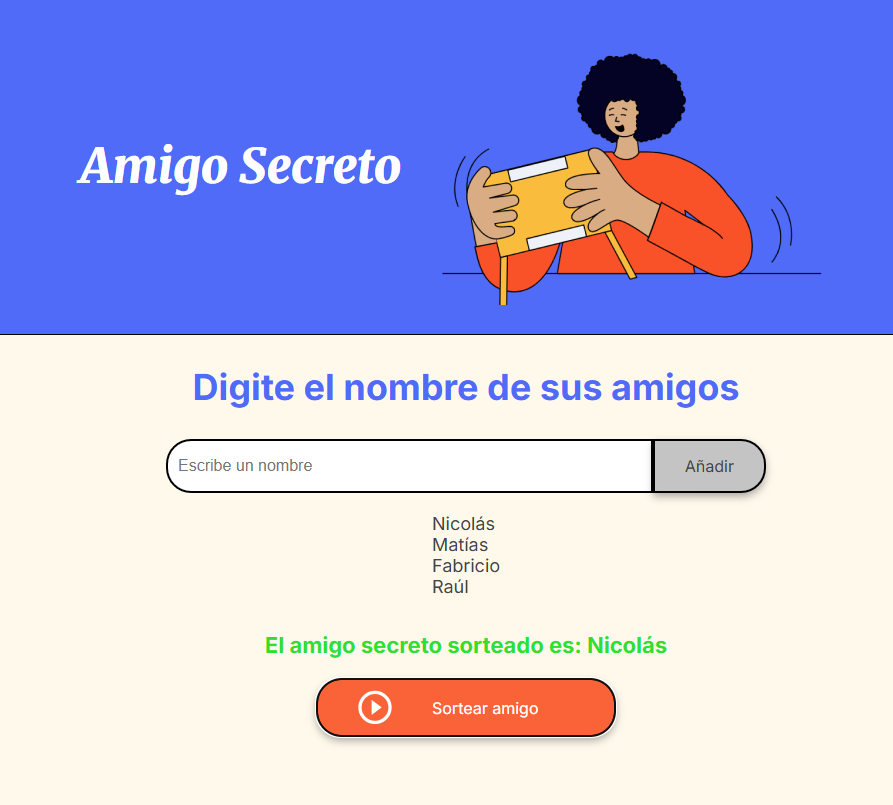 Amigo Secreto
Digite el nombre de sus amigos
Escribe un nombre
Añadir
Nicolás
Matías
Fabricio
Raúl
El amigo secreto sorteado es: Nicolás
Sortear amigo